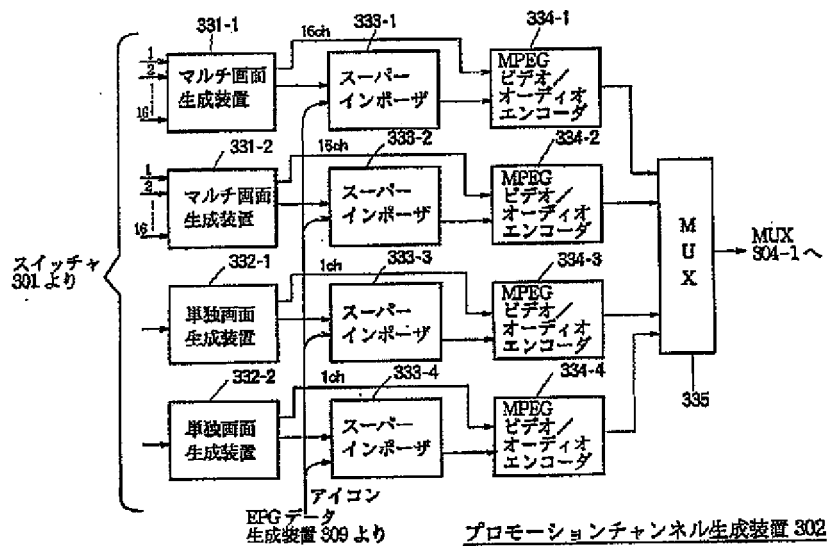 331-1
マルチ画面
生成装置
1
2
16
16ch
333-1
スーパー
インポーザ
334-1
MPEG
ビデオ/
オーディオ
エンコーダ
331-2
マルチ画面
生成装置
1
2
16
16ch
333-2
スーパー
インポーザ
334-2
MPEG
ビデオ/
オーディオ
エンコーダ
スイッチャ
301より
332-1
単独画面
生成装置
1ch
333-3
スーパー
インポーザ
334-3
MPEG
ビデオ/
オーディオ
エンコーダ
332-2
単独画面
生成装置
1ch
333-4
スーパー
インポーザ
334-4
MPEG
ビデオ/
オーディオ
エンコーダ
MUX
335
MUX
304-1へ
アイコン
EPGデータ
生成装置309より
プロモーションチャンネル生成装置302